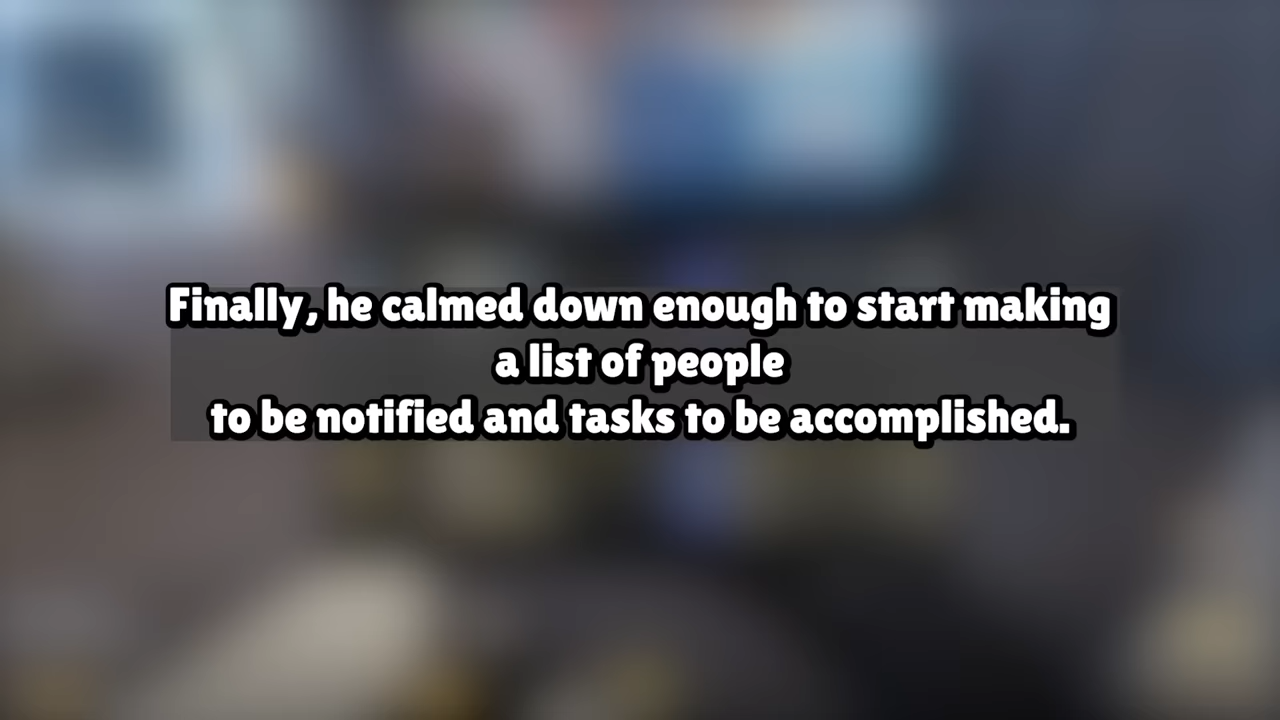 Finally, he calmed down enough to start making
a list of people
to be notified and tasks to be accomplished.